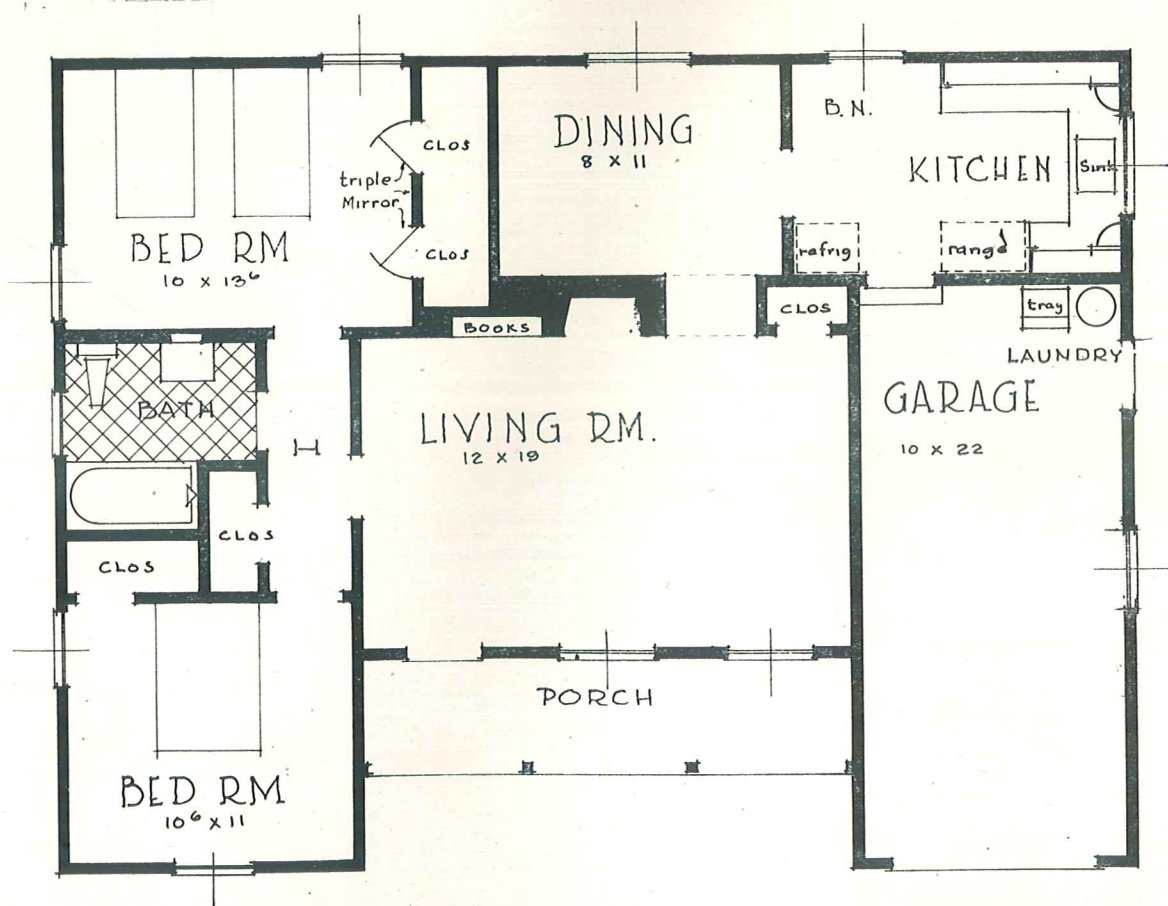 DINING
8 X 11
B.N.
KITCHEN
Sink
CLOS
triple
Mirror
CLOS
BED RM
10 X 13⁶
refrig
range
BOOKS
CLOS
tray
LAUNDRY
BATH
H
LIVING RM.
12 X 19
GARAGE
10 X 22
CLOS
CLOS
PORCH
BED RM
10⁶ X 11